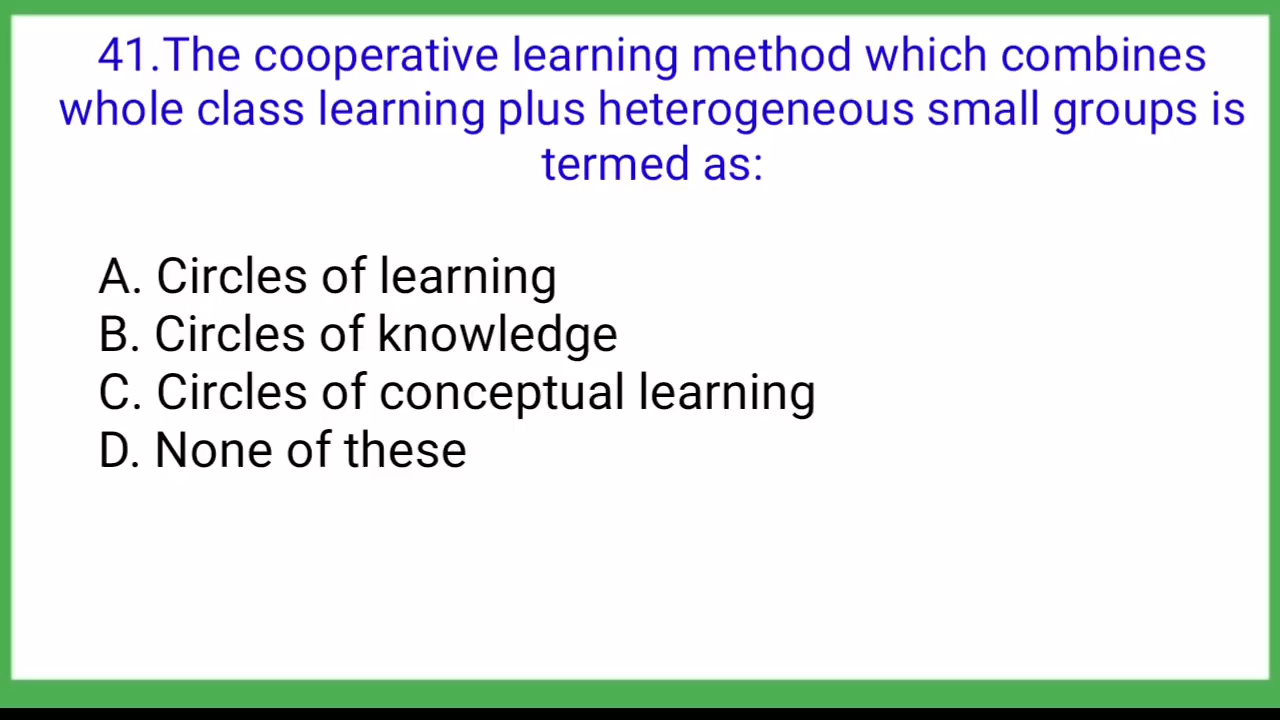 41.The cooperative learning method which combines
whole class learning plus heterogeneous small groups is
termed as:
A. Circles of learning
B. Circles of knowledge
C. Circles of conceptual learning
D. None of these